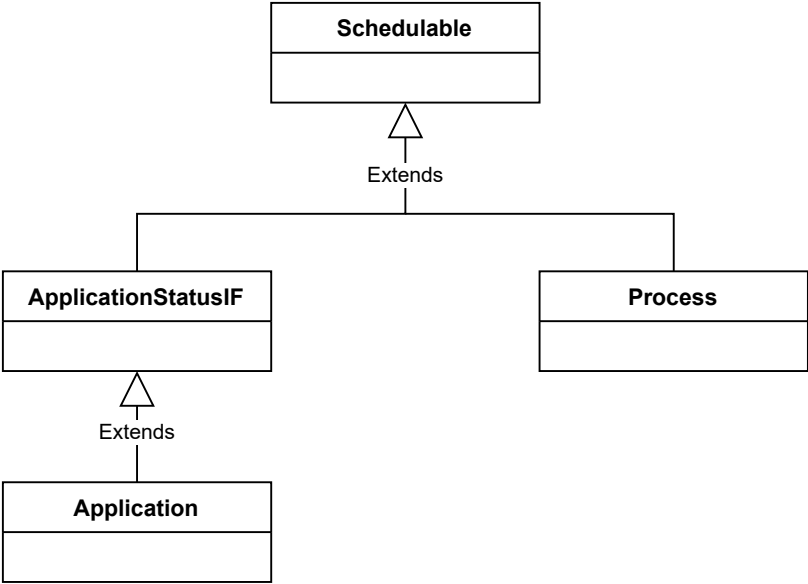 Schedulable
Extends
ApplicationStatusIF
Process
Extends
Application